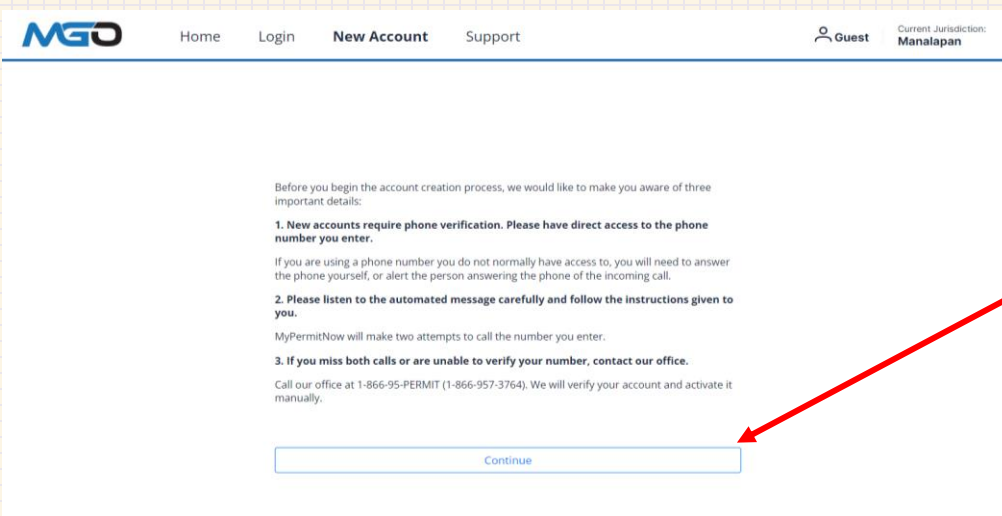 MGO
Home Login New Account Support
Guest
Current Jurisdiction:
Manalapan
Before you begin the account creation process, we would like to make you aware of three
important details:
1. New accounts require phone verification. Please have direct access to the phone
number you enter.
If you are using a phone number you do not normally have access to, you will need to answer
the phone yourself, or alert the person answering the phone of the incoming call.
2. Please listen to the automated message carefully and follow the instructions given to
you.
MyPermitNow will make two attempts to call the number you enter.
3. If you miss both calls or are unable to verify your number, contact our office.
Call our office at 1-866-95-PERMIT (1-866-957-3764). We will verify your account and activate it
manually.
Continue